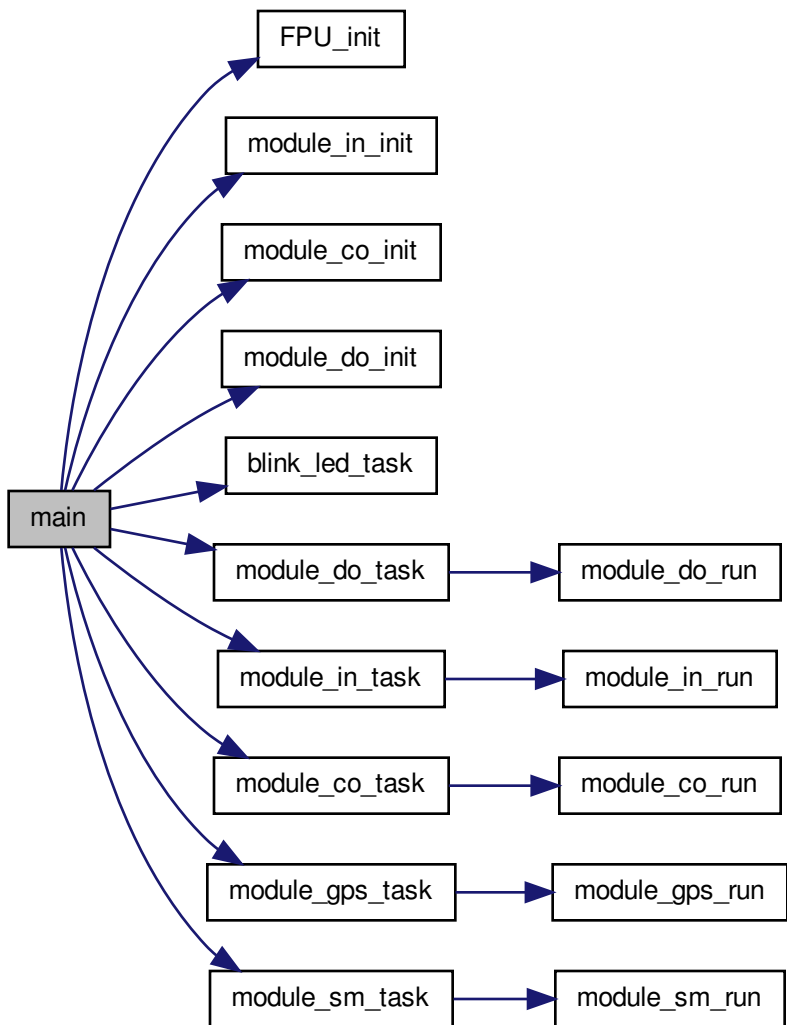 FPU_init
module_in_init
module_co_init
module_do_init
blink_led_task
main
module_do_task
module_do_run
module_in_task
module_in_run
module_co_task
module_co_run
module_gps_task
module_gps_run
module_sm_task
module_sm_run